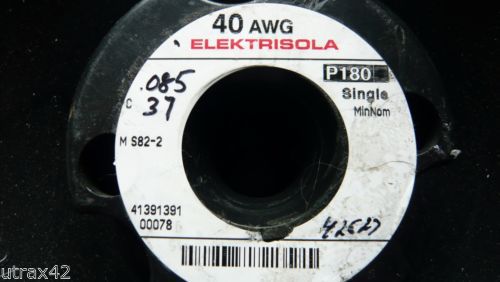 40 AWG
ELEKTRISOLA
P180
Single
MinNom
.085
C 37
M S82-2
41391391
00078
utrax42